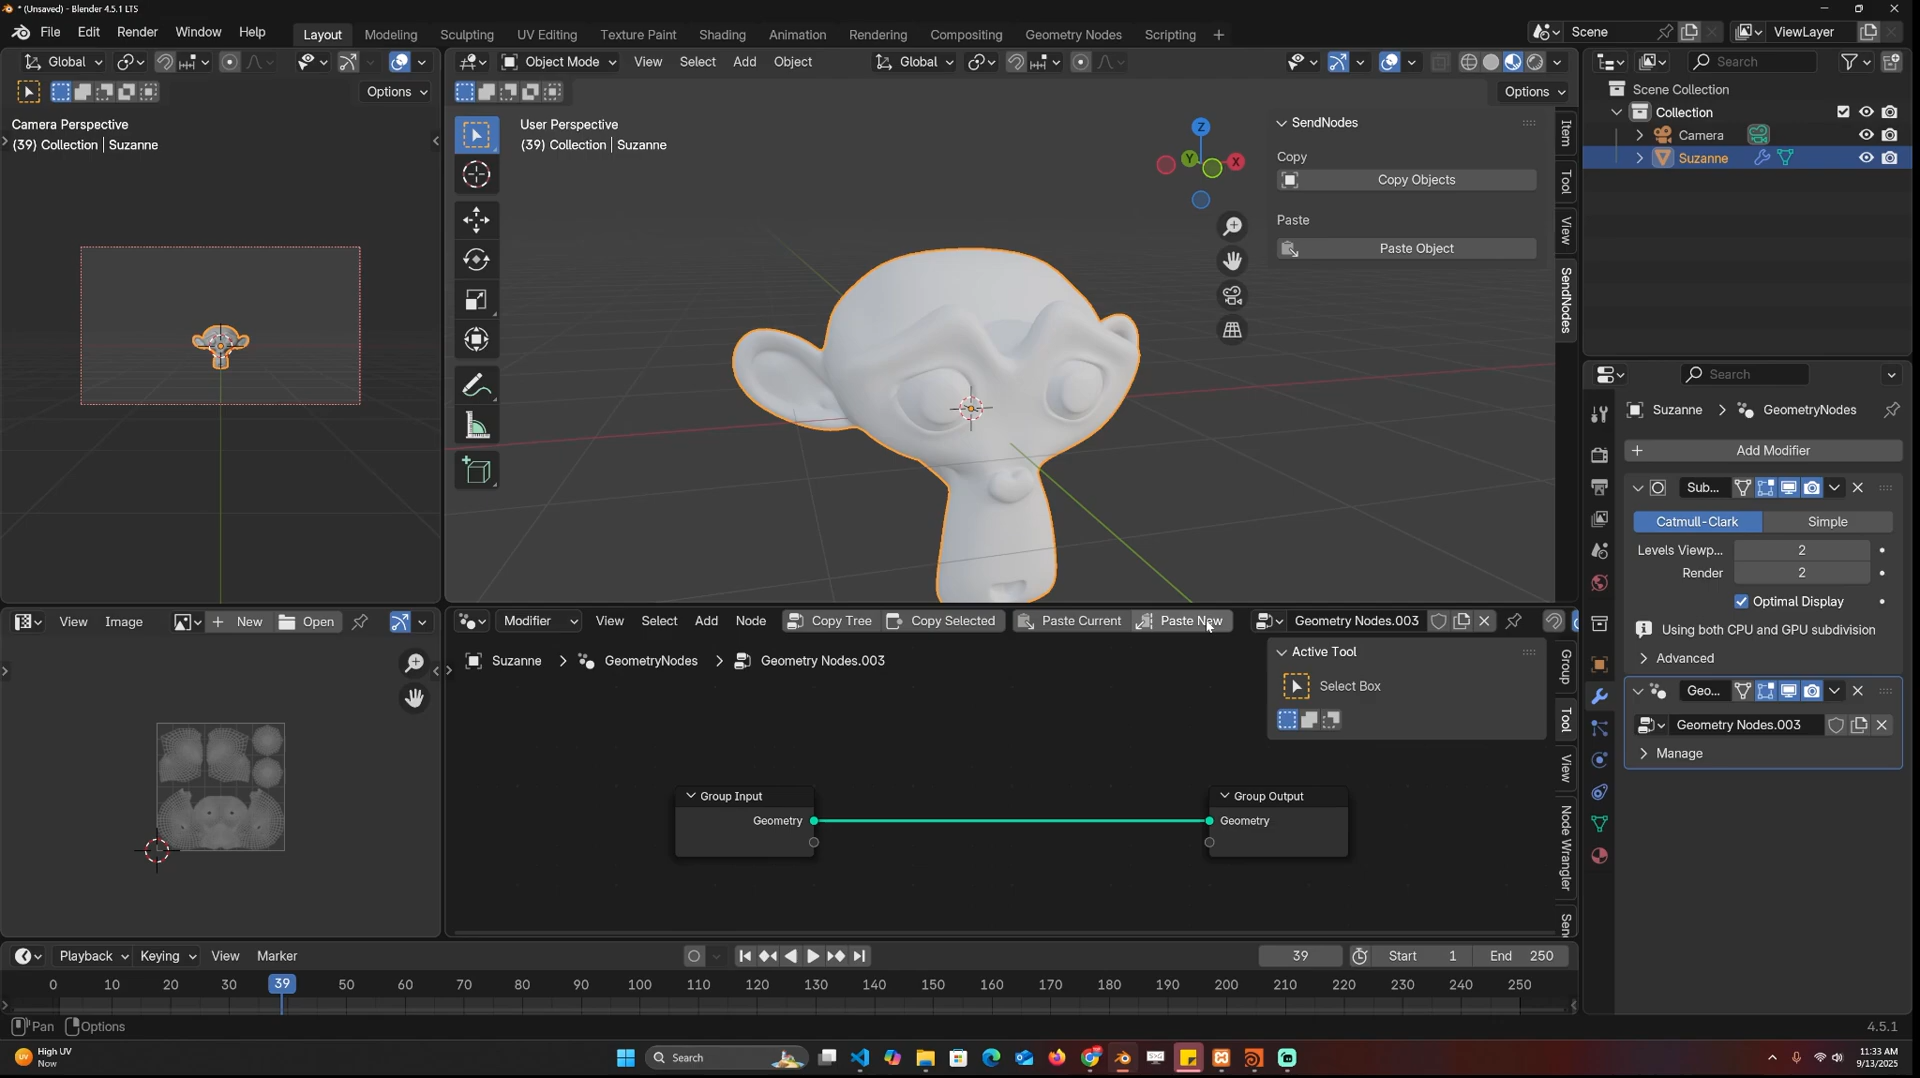 * (Unsaved) - Blender 4.5.1 LTS
File Edit Render Window Help
Layout Modeling Sculpting UV Editing Texture Paint Shading Animation Rendering Compositing Geometry Nodes Scripting
Scene
ViewLayer
Global
Object Mode View Select Add Object
Global
Search
Options
Options
Scene Collection
Collection
Camera
Suzanne
Camera Perspective
(39) Collection | Suzanne
User Perspective
(39) Collection | Suzanne
Z
Y
X
SendNodes
Copy
Copy Objects
Paste
Paste Object
Item
Tool
View
SendNodes
Search
Suzanne
GeometryNodes
Add Modifier
Sub...
Catmull-Clark Simple
Levels Viewp... 2
Render 2
Optimal Display
Using both CPU and GPU subdivision
Advanced
Geo...
Geometry Nodes.003
Manage
View Image New Open
Modifier View Select Add Node Copy Tree Copy Selected Paste Current Paste New Geometry Nodes.003
Suzanne GeometryNodes Geometry Nodes.003
Active Tool
Select Box
Group
Tool
View
Node Wrangler
Sen
Group Input
Geometry
Group Output
Geometry
Playback Keying View Marker
39 Start 1 End 250
0 10 20 30 39 50 60 70 80 90 100 110 120 130 140 150 160 170 180 190 200 210 220 230 240 250
Pan Options
4.5.1
High UV
Now
Search
11:33 AM
9/13/2025